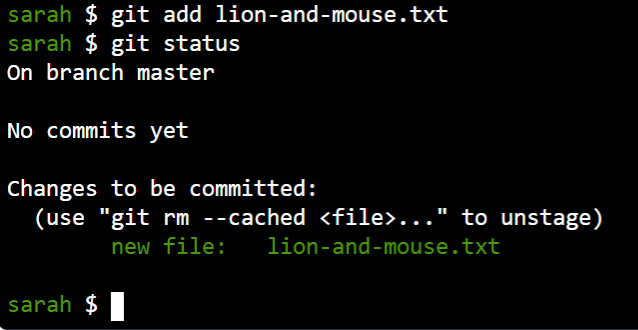 sarah $ git add lion-and-mouse.txt
sarah $ git status
On branch master
No commits yet
Changes to be committed:
(use "git rm --cached <file>..." to unstage)
new file: lion-and-mouse.txt
sarah $